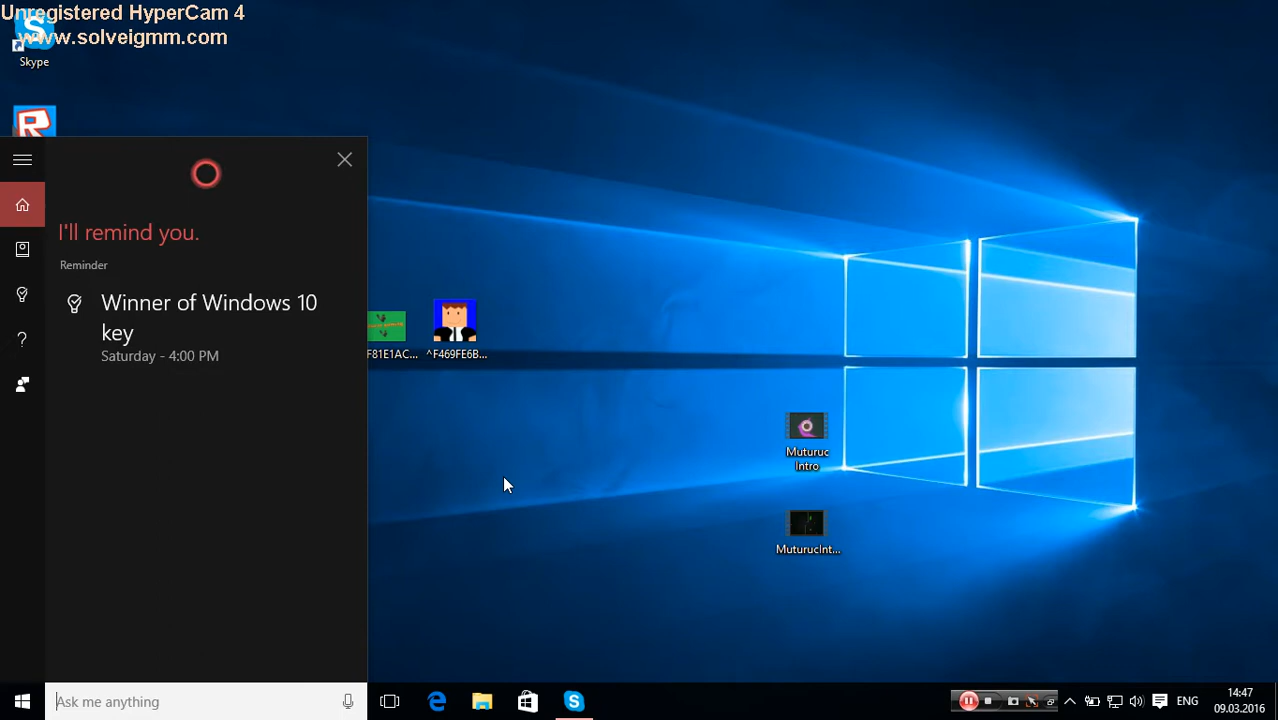 Unregistered HyperCam 4
www.solveigmm.com
Skype
I'll remind you.
Reminder
Winner of Windows 10
key
Saturday - 4:00 PM
F81E1AC...
^F469FE6B...
Muturuc
Intro
MuturucInt...
Ask me anything
ENG
14:47
09.03.2016